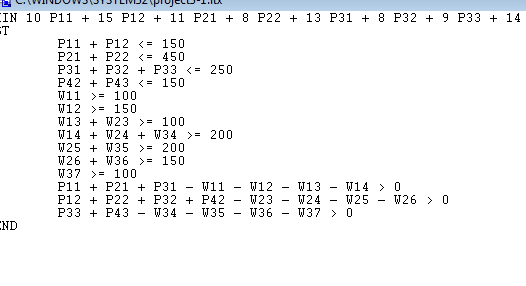 C:\WINDOWS\SYSTEM32\project3-1.ltx
IN 10 P11 + 15 P12 + 11 P21 + 8 P22 + 13 P31 + 8 P32 + 9 P33 + 14
ST
P11 + P12 <= 150
P21 + P22 <= 450
P31 + P32 + P33 <= 250
P42 + P43 <= 150
W11 >= 100
W12 >= 150
W13 + W23 >= 100
W14 + W24 + W34 >= 200
W25 + W35 >= 200
W26 + W36 >= 150
W37 >= 100
P11 + P21 + P31 - W11 - W12 - W13 - W14 > 0
P12 + P22 + P32 + P42 - W23 - W24 - W25 - W26 > 0
P33 + P43 - W34 - W35 - W36 - W37 > 0
END